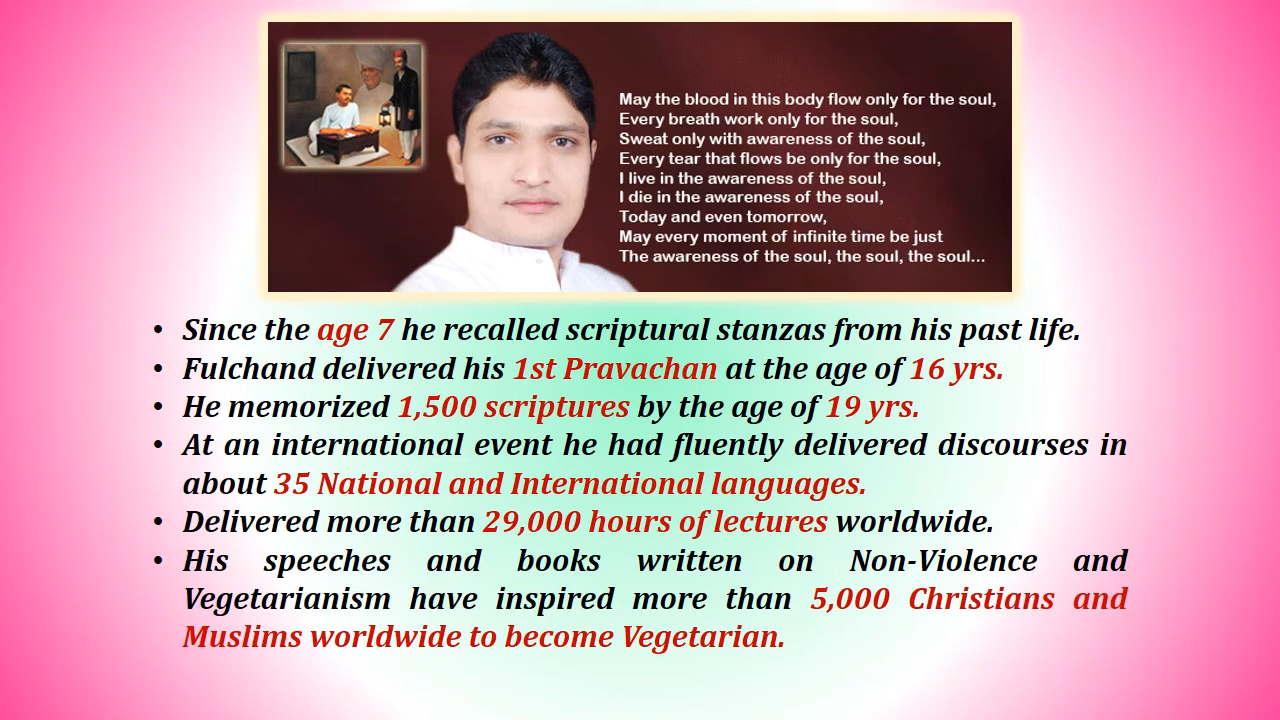 May the blood in this body flow only for the soul,
Every breath work only for the soul,
Sweat only with awareness of the soul,
Every tear that flows be only for the soul,
I live in the awareness of the soul,
I die in the awareness of the soul,
Today and even tomorrow,
May every moment of infinite time be just
The awareness of the soul, the soul, the soul...
• Since the age 7 he recalled scriptural stanzas from his past life.
• Fulchand delivered his 1st Pravachan at the age of 16 yrs.
• He memorized 1,500 scriptures by the age of 19 yrs.
• At an international event he had fluently delivered discourses in
about 35 National and International languages.
• Delivered more than 29,000 hours of lectures worldwide.
• His speeches and books written on Non-Violence and
Vegetarianism have inspired more than 5,000 Christians and
Muslims worldwide to become Vegetarian.